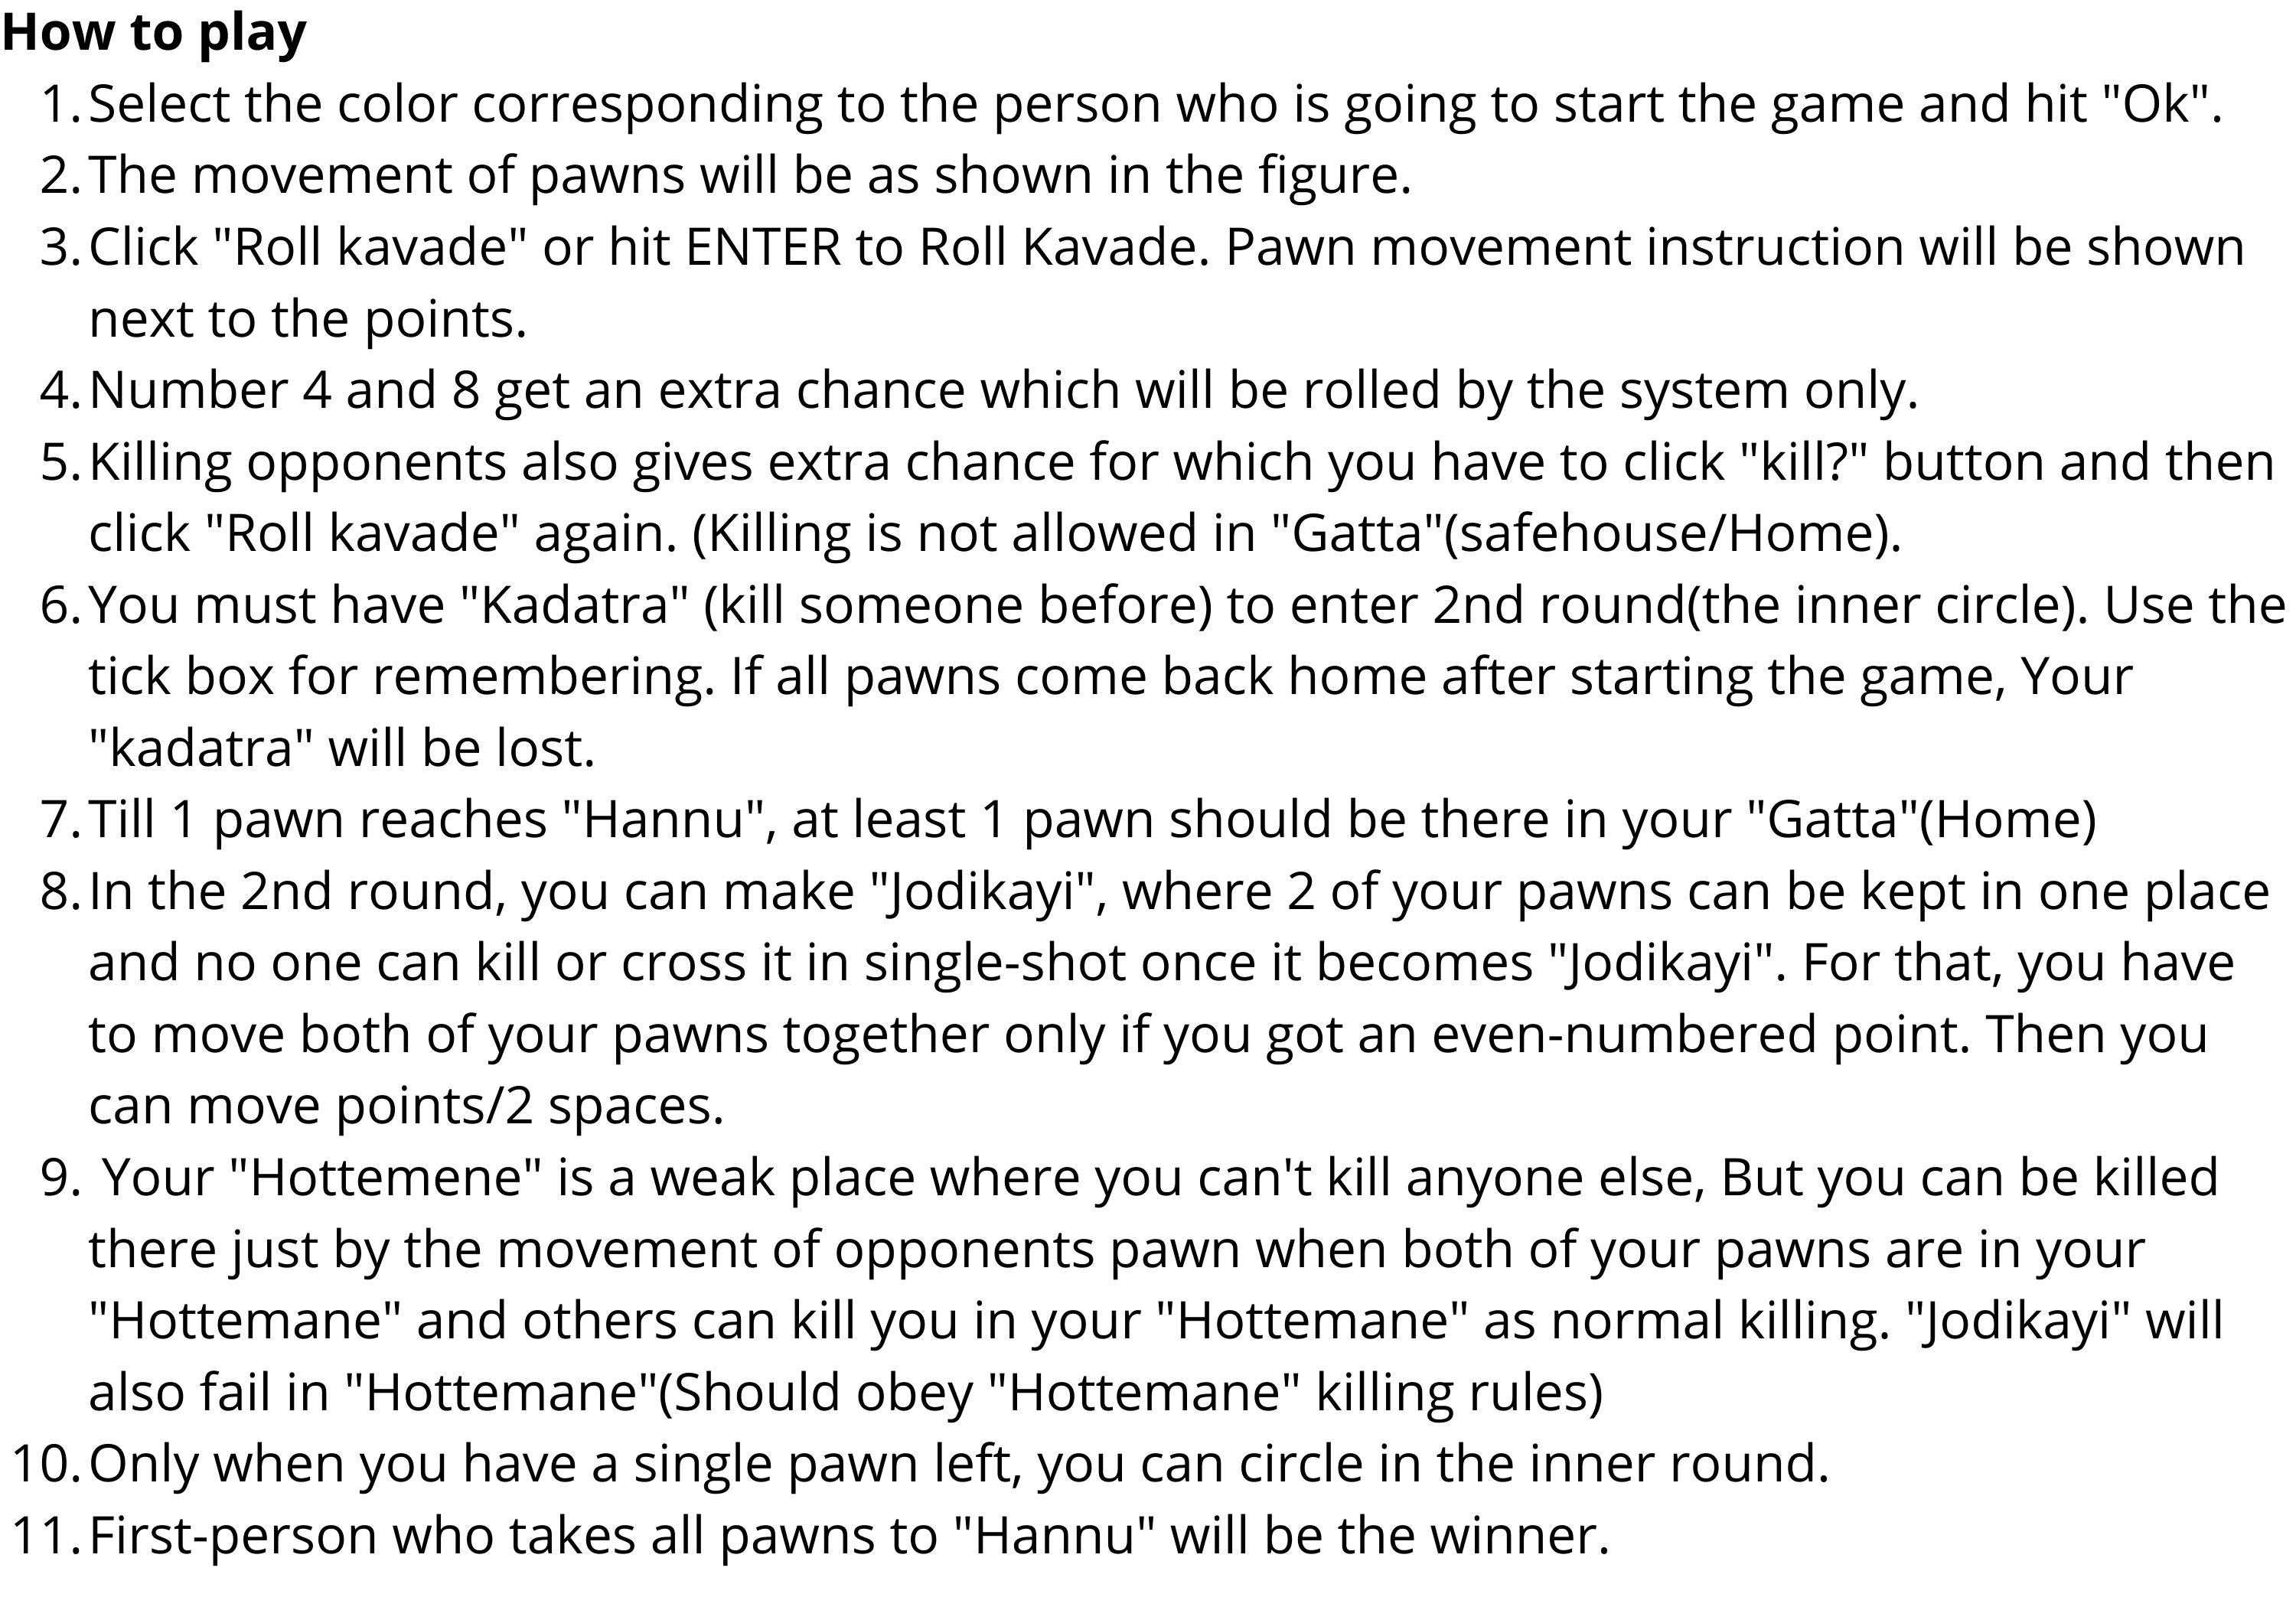 How to play
1. Select the color corresponding to the person who is going to start the game and hit "Ok".
2. The movement of pawns will be as shown in the figure.
3. Click "Roll kavade" or hit ENTER to Roll Kavade. Pawn movement instruction will be shown
next to the points.
4. Number 4 and 8 get an extra chance which will be rolled by the system only.
5. Killing opponents also gives extra chance for which you have to click "kill?" button and then
click "Roll kavade" again. (Killing is not allowed in "Gatta"(safehouse/Home).
6. You must have "Kadatra" (kill someone before) to enter 2nd round(the inner circle). Use the
tick box for remembering. If all pawns come back home after starting the game, Your
"kadatra" will be lost.
7. Till 1 pawn reaches "Hannu", at least 1 pawn should be there in your "Gatta"(Home)
8. In the 2nd round, you can make "Jodikayi", where 2 of your pawns can be kept in one place
and no one can kill or cross it in single-shot once it becomes "Jodikayi". For that, you have
to move both of your pawns together only if you got an even-numbered point. Then you
can move points/2 spaces.
9. Your "Hottemene" is a weak place where you can't kill anyone else, But you can be killed
there just by the movement of opponents pawn when both of your pawns are in your
"Hottemane" and others can kill you in your "Hottemane" as normal killing. "Jodikayi" will
also fail in "Hottemane"(Should obey "Hottemane" killing rules)
10. Only when you have a single pawn left, you can circle in the inner round.
11. First-person who takes all pawns to "Hannu" will be the winner.